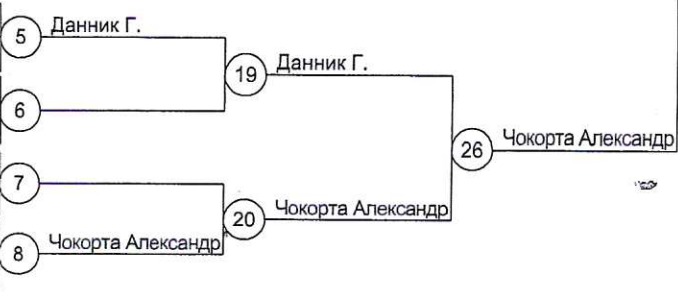 5 Данник Г.
19 Данник Г.
6
26 Чокорта Александр
7
20 Чокорта Александр
8 Чокорта Александр